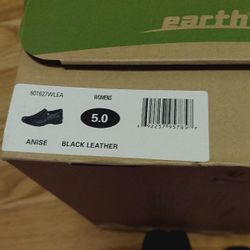 earth
601627WLEA
WOMENS
5.0
ANISE
BLACK LEATHER